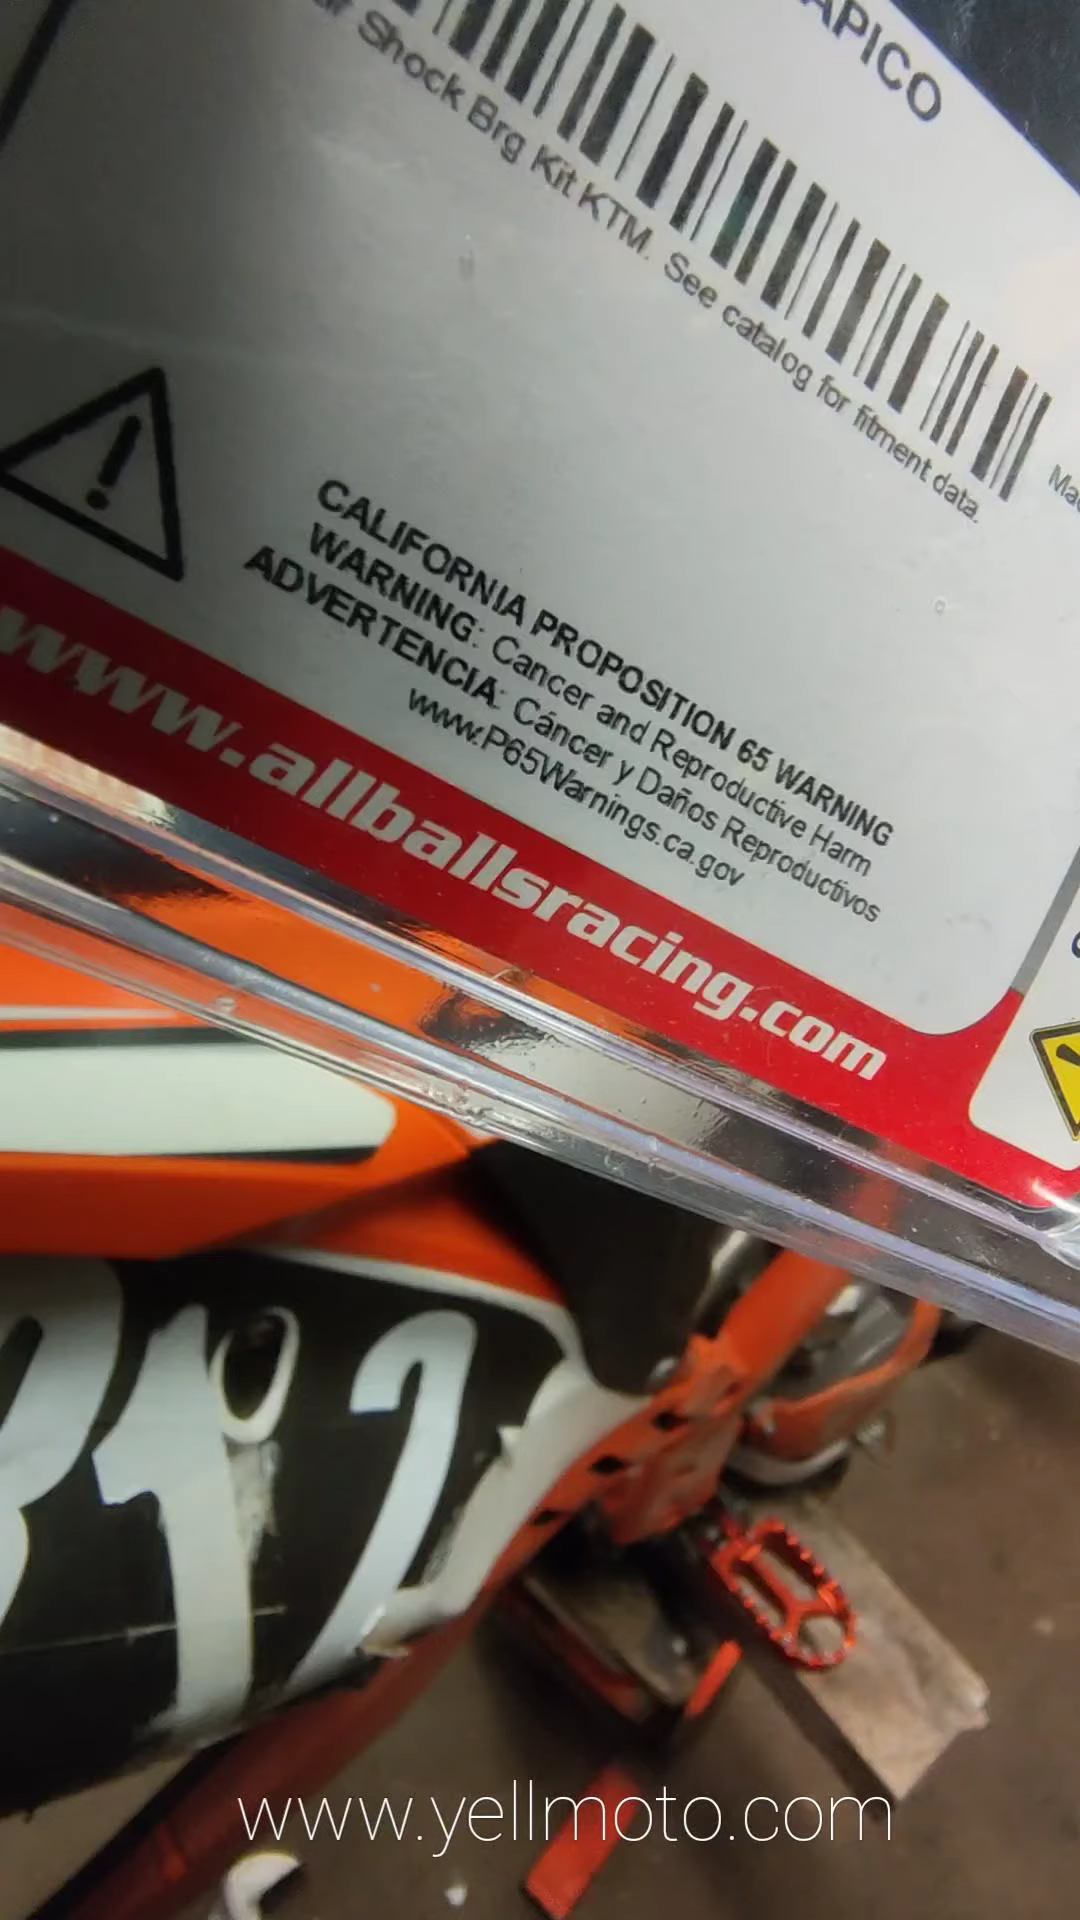 APICO
Shock Brg Kit KTM. See catalog for fitment data.
CALIFORNIA PROPOSITION 65 WARNING
WARNING: Cancer and Reproductive Harm
ADVERTENCIA: Cáncer y Daños Reproductivos
www.P65Warnings.ca.gov
www.allballsracing.com
12
www.yellmoto.com